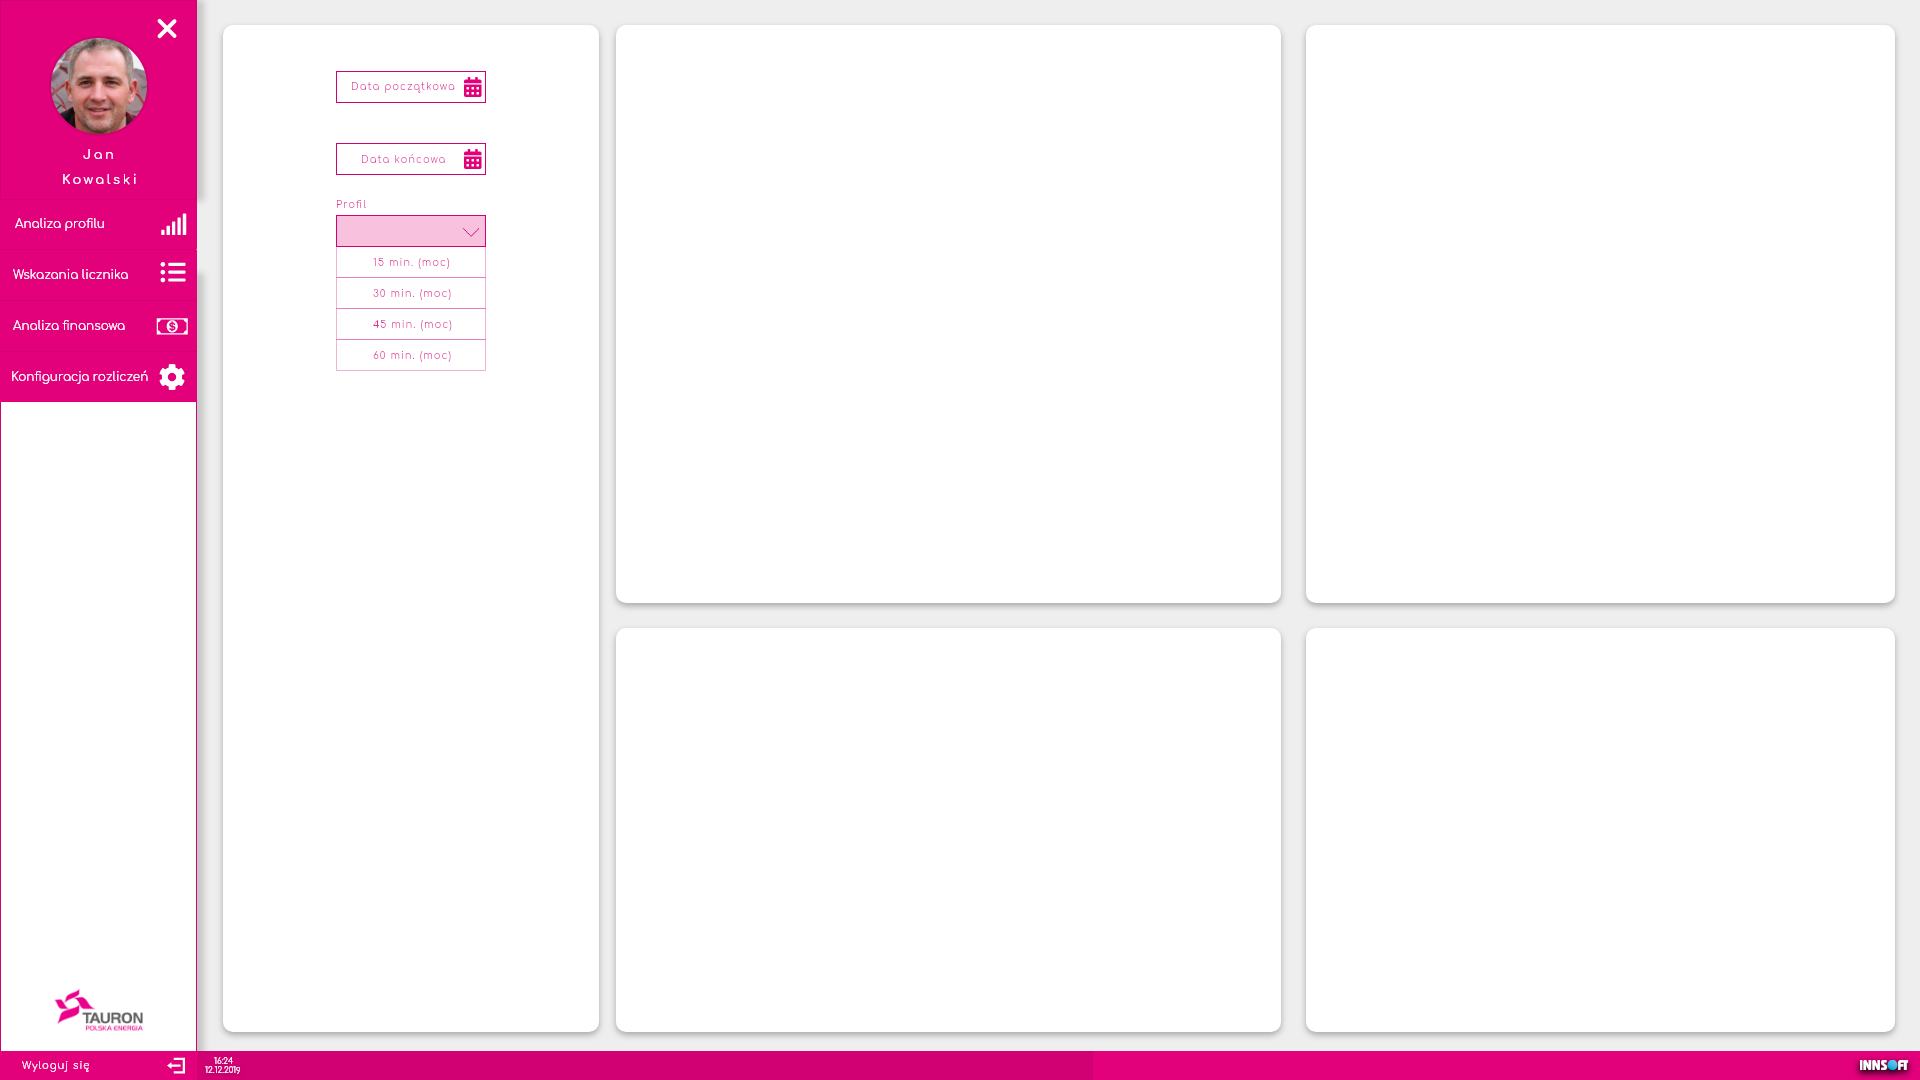 Jan
Kowalski
Analiza profilu
Wskazania licznika
Analiza finansowa
Konfiguracja rozliczeń
TAURON
POLSKA ENERGIA
Wyloguj się
Data początkowa
Data końcowa
Profil
15 min. (moc)
30 min. (moc)
45 min. (moc)
60 min. (moc)
16:24
12.12.2019
INNSOFT